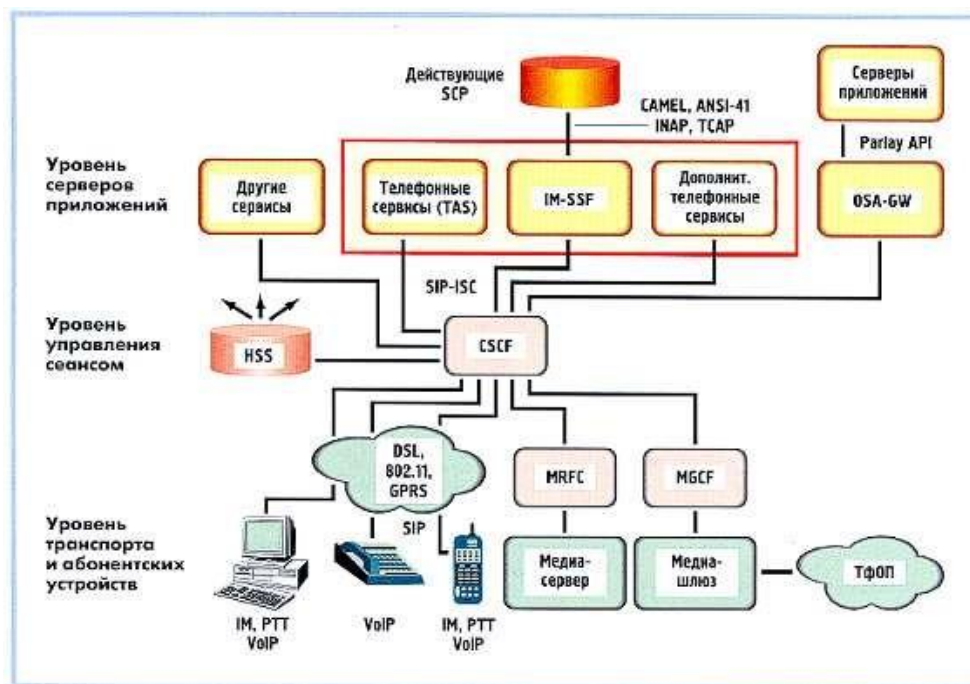 Действующие
SCP
Серверы
приложений
CAMEL, ANSI-41
INAP, TCAP
Parlay API
Уровень
серверов
приложений
Другие
сервисы
Телефонные
сервисы (TAS)
IM-SSF
Дополнит.
телефонные
сервисы
OSA-GW
SIP-ISC
Уровень
управления
сеансом
HSS
CSCF
DSL,
802.11,
GPRS
MRFC
MGCF
SIP
Уровень
транспорта
и абонентских
устройств
Медиа-
сервер
Медиа-
шлюз
ТфОП
IM, PTT
VoIP
VoIP
IM, PTT
VoIP